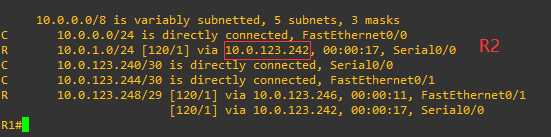 10.0.0.0/8 is variably subnetted, 5 subnets, 3 masks
C 10.0.0.0/24 is directly connected, FastEthernet0/0
R 10.0.1.0/24 [120/1] via 10.0.123.242, 00:00:17, Serial0/0 R2
C 10.0.123.240/30 is directly connected, Serial0/0
C 10.0.123.244/30 is directly connected, FastEthernet0/1
R 10.0.123.248/29 [120/1] via 10.0.123.246, 00:00:11, FastEthernet0/1
[120/1] via 10.0.123.242, 00:00:17, Serial0/0
R1#